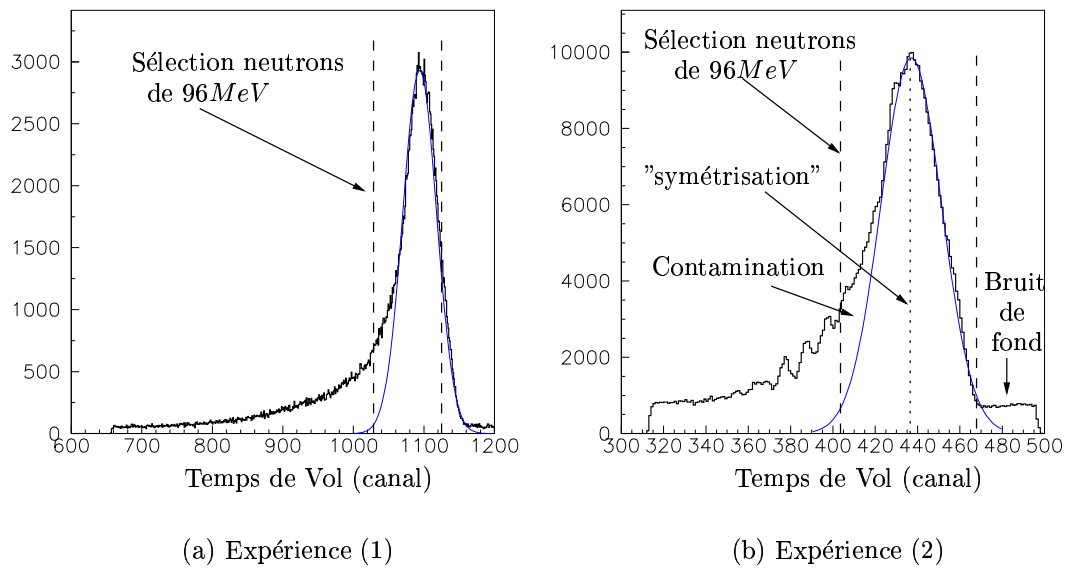 3000
2500
2000
1500
1000
500
0
600 700 800 900 1000 1100 1200
Sélection neutrons
de 96MeV
Temps de Vol (canal)
(a) Expérience (1)
10000
8000
6000
4000
2000
0
300 320 340 360 380 400 420 440 460 480 500
Sélection neutrons
de 96MeV
”symétrisation”
Contamination
Bruit
de
fond
Temps de Vol (canal)
(b) Expérience (2)